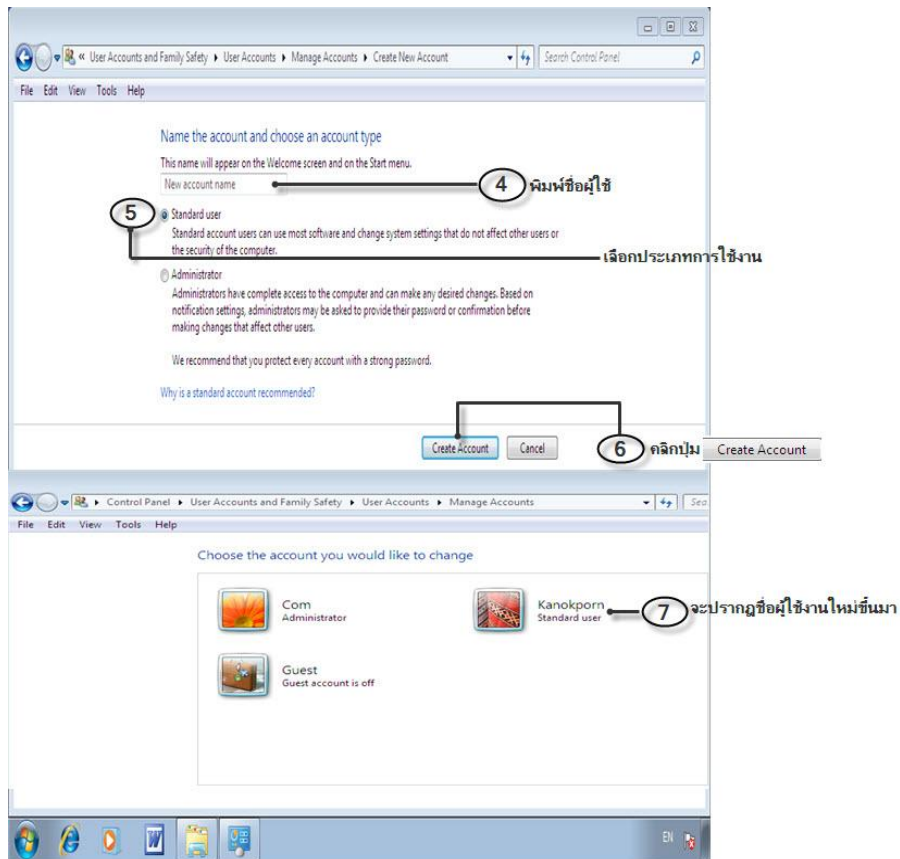 « User Accounts and Family Safety ▸ User Accounts ▸ Manage Accounts ▸ Create New Account
Search Control Panel
File Edit View Tools Help
Name the account and choose an account type
This name will appear on the Welcome screen and on the Start menu.
New account name
4 พิมพ์ชื่อผู้ใช้
5
Standard user
Standard account users can use most software and change system settings that do not affect other users or
the security of the computer.
เลือกประเภทการใช้งาน
Administrator
Administrators have complete access to the computer and can make any desired changes. Based on
notification settings, administrators may be asked to provide their password or confirmation before
making changes that affect other users.
We recommend that you protect every account with a strong password.
Why is a standard account recommended?
Create Account Cancel
6 คลิกปุ่ม Create Account
▸ Control Panel ▸ User Accounts and Family Safety ▸ User Accounts ▸ Manage Accounts
Sea
File Edit View Tools Help
Choose the account you would like to change
Com
Administrator
Kanokporn
Standard user
7 จะปรากฏชื่อผู้ใช้งานใหม่ขึ้นมา
Guest
Guest account is off
EN